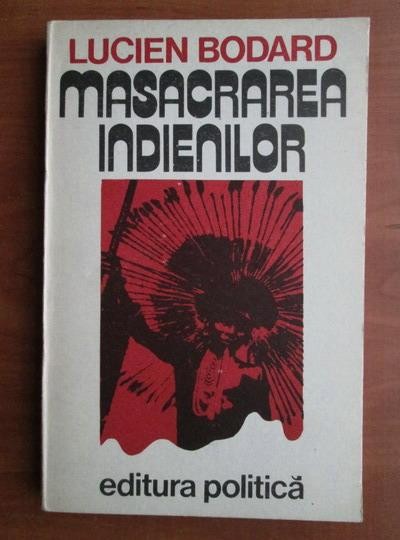 LUCIEN BODARD
MASACRAREA
INDIENILOR
editura politică